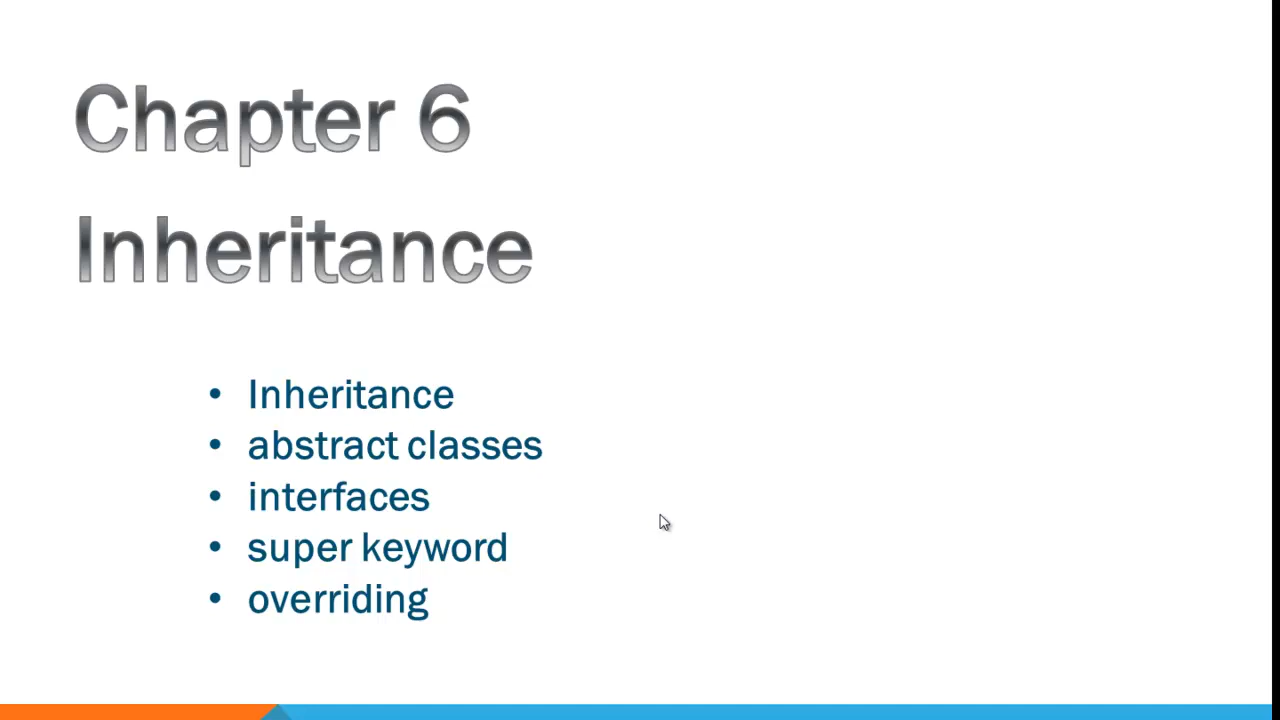 Chapter 6
Inheritance
• Inheritance
• abstract classes
• interfaces
• super keyword
• overriding